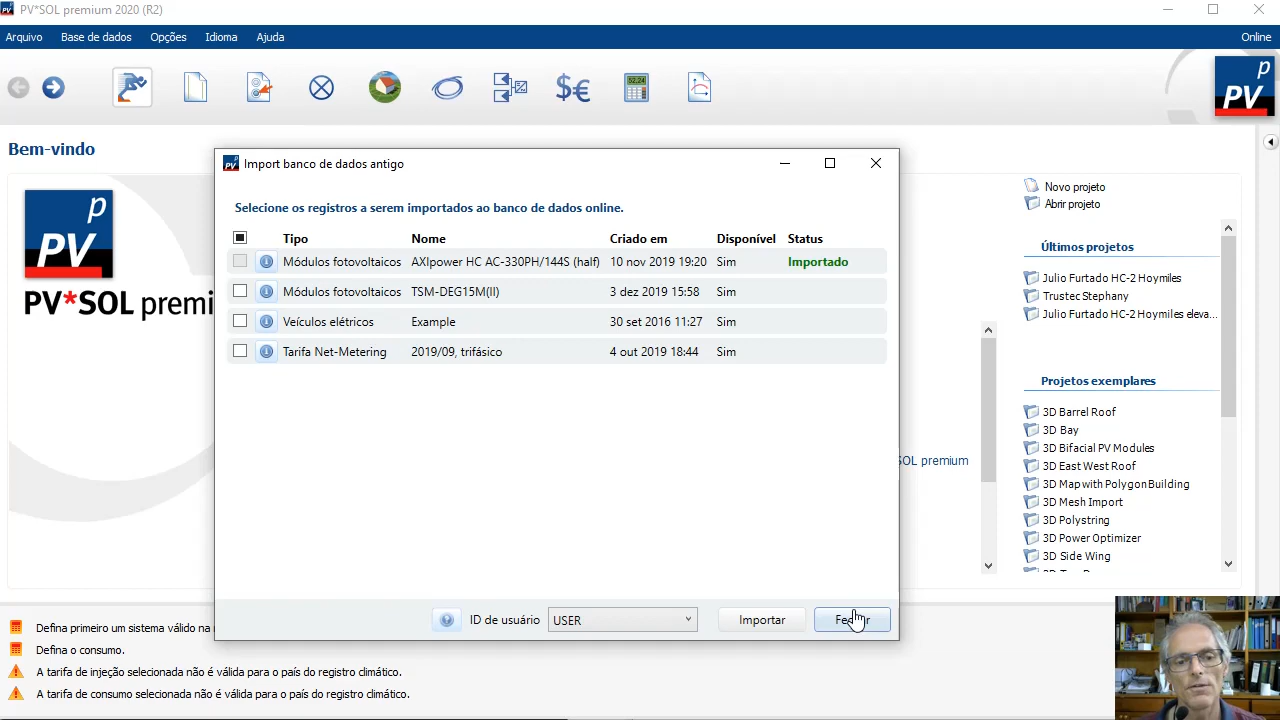 PV*SOL premium 2020 (R2)
Arquivo Base de dados Opções Idioma Ajuda Online
p
PV
Bem-vindo
p
PV
PV*SOL premi
Import banco de dados antigo
Selecione os registros a serem importados ao banco de dados online.
Tipo Nome Criado em Disponível Status
Módulos fotovoltaicos AXIpower HC AC-330PH/144S (half) 10 nov 2019 19:20 Sim Importado
Módulos fotovoltaicos TSM-DEG15M(II) 3 dez 2019 15:58 Sim
Veículos elétricos Example 30 set 2016 11:27 Sim
Tarifa Net-Metering 2019/09, trifásico 4 out 2019 18:44 Sim
ID de usuário USER Importar
SOL premium
Novo projeto
Abrir projeto
Últimos projetos
Julio Furtado HC-2 Hoymiles
Trustec Stephany
Julio Furtado HC-2 Hoymiles eleva...
Projetos exemplares
3D Barrel Roof
3D Bay
3D Bifacial PV Modules
3D East West Roof
3D Map with Polygon Building
3D Mesh Import
3D Polystring
3D Power Optimizer
3D Side Wing
Defina primeiro um sistema válido na
Defina o consumo.
A tarifa de injeção selecionada não é válida para o país do registro climático.
A tarifa de consumo selecionada não é válida para o país do registro climático.